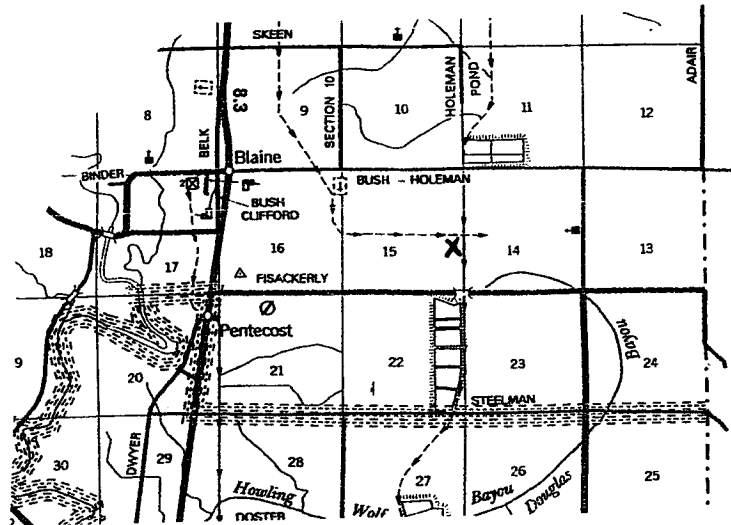 SKEEN
8
8.3
BELK
9
SECTION 10
10
HOLEMAN
POND
11
12
ADAIR
Blaine
BINDER
BUSH - HOLEMAN
BUSH
CLIFFORD
18
17
16
15
X
14
13
FISACKERLY
Pentecost
9
20
21
22
23
Bayou
24
STEELMAN
30
29
DWYER
28
27
26
25
Howling
Wolf
Bayou
Douglas
DOSTER